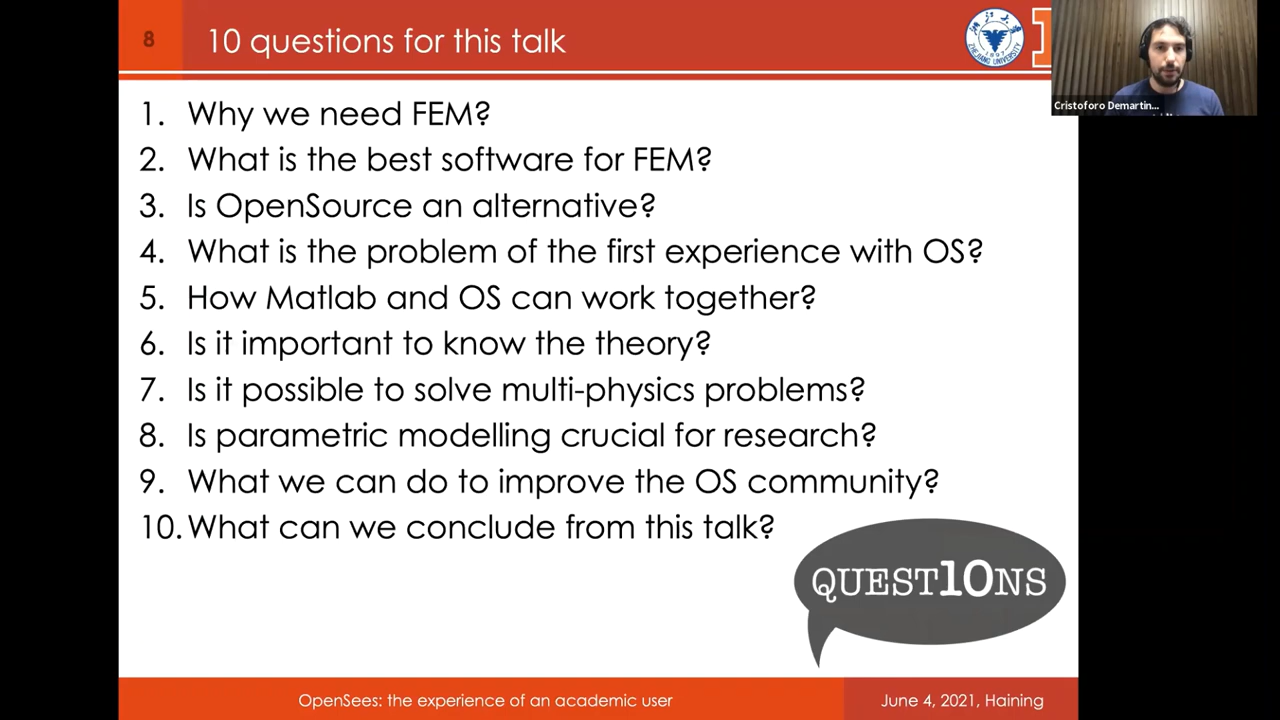 8
10 questions for this talk
ZHEJIANG UNIVERSITY
1897
Cristoforo Demartin...
1. Why we need FEM?
2. What is the best software for FEM?
3. Is OpenSource an alternative?
4. What is the problem of the first experience with OS?
5. How Matlab and OS can work together?
6. Is it important to know the theory?
7. Is it possible to solve multi-physics problems?
8. Is parametric modelling crucial for research?
9. What we can do to improve the OS community?
10. What can we conclude from this talk?
QUEST10NS
OpenSees: the experience of an academic user
June 4, 2021, Haining